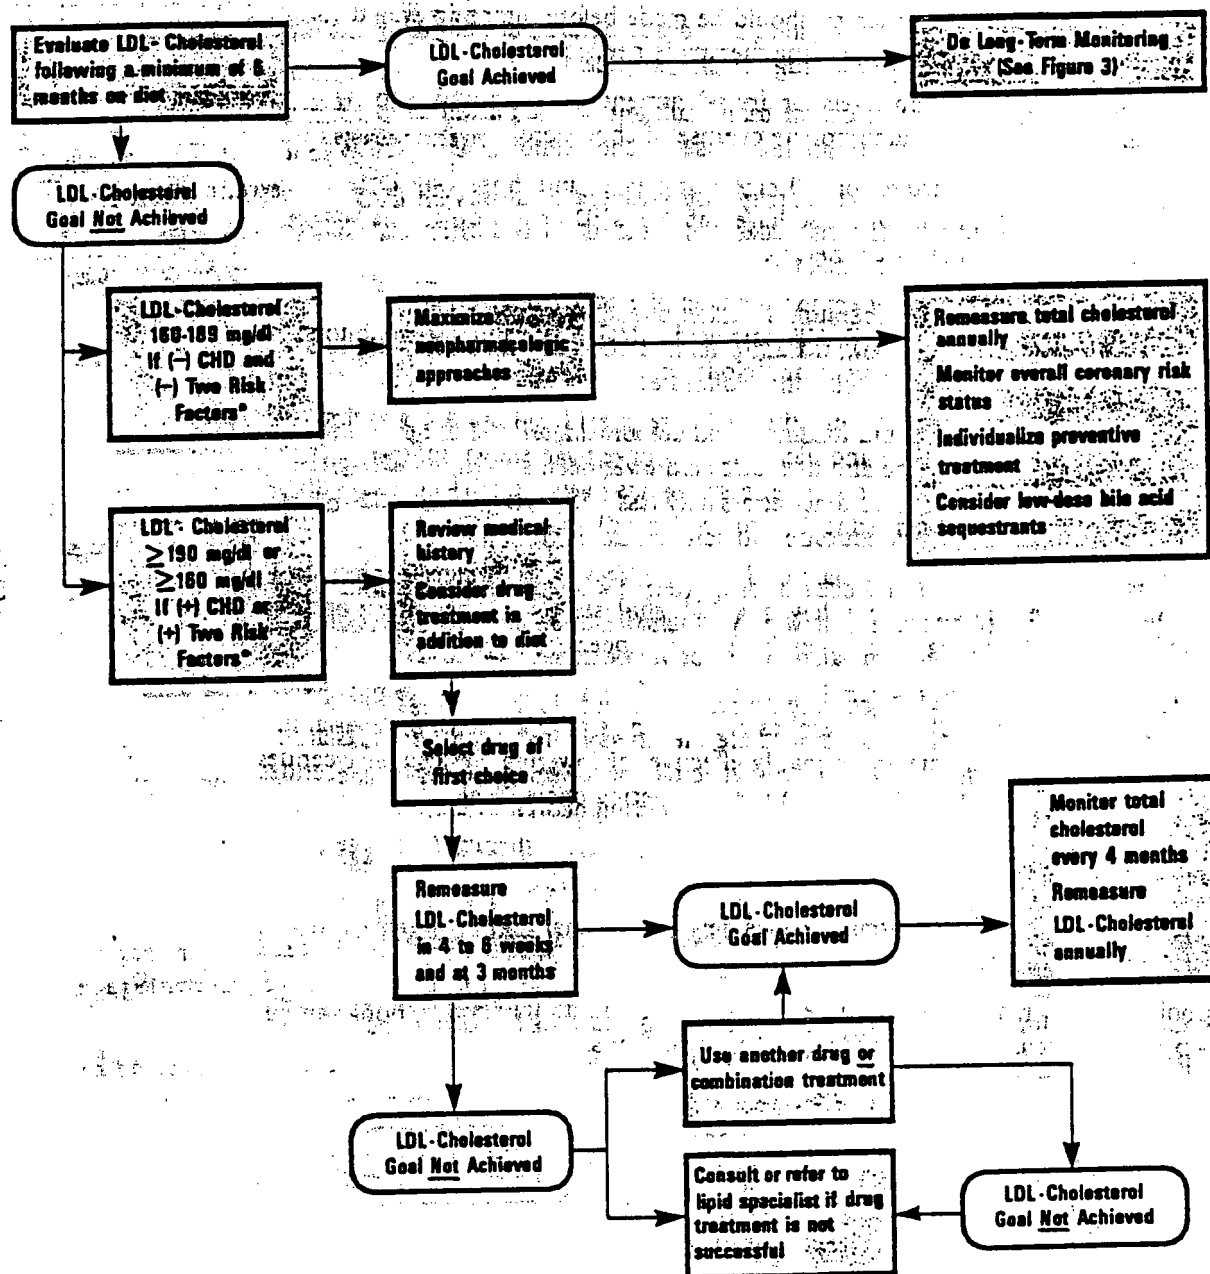 Evaluate LDL-Cholesterol
following a minimum of 6
months on diet
LDL-Cholesterol
Goal Achieved
Do Long-Term Monitoring
(See Figure 3)
LDL-Cholesterol
Goal Not Achieved
LDL-Cholesterol
160-189 mg/dl
If (−) CHD and
(−) Two Risk
Factors*
Maximize
nonpharmacologic
approaches
Remeasure total cholesterol
annually
Monitor overall coronary risk
status
Individualize preventive
treatment
Consider low-dose bile acid
sequestrants
LDL-Cholesterol
≥190 mg/dl or
≥160 mg/dl
If (+) CHD or
(+) Two Risk
Factors*
Review medical
history
Consider drug
treatment in
addition to diet
Select drug of
first choice
Remeasure
LDL-Cholesterol
in 4 to 6 weeks
and at 3 months
LDL-Cholesterol
Goal Achieved
Monitor total
cholesterol
every 4 months
Remeasure
LDL-Cholesterol
annually
Use another drug or
combination treatment
LDL-Cholesterol
Goal Not Achieved
Consult or refer to
lipid specialist if drug
treatment is not
successful
LDL-Cholesterol
Goal Not Achieved